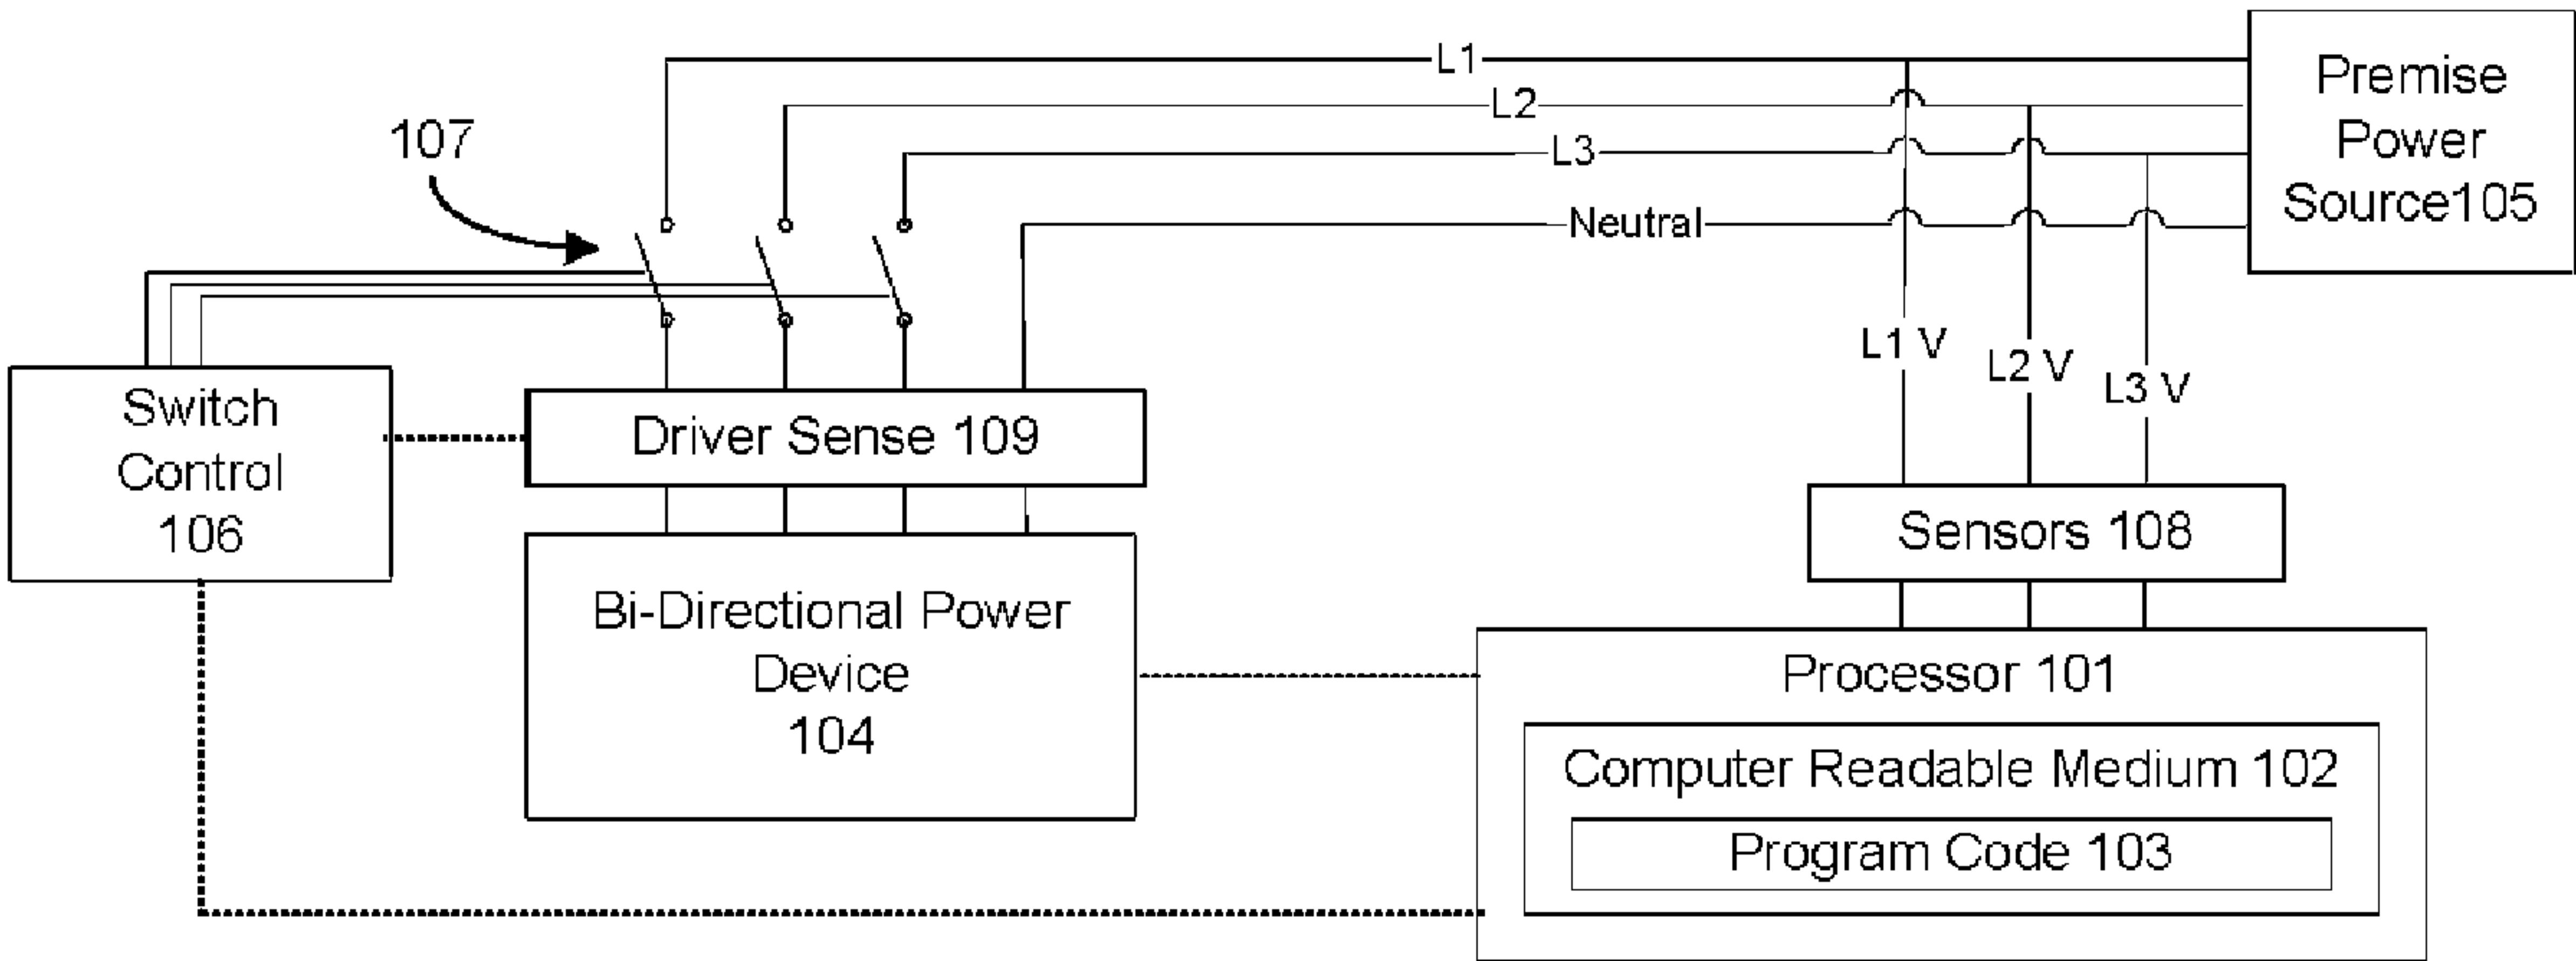 L1
L2
L3
Neutral
Premise
Power
Source105
107
L1 V
L2 V
L3 V
Switch
Control
106
Driver Sense 109
Sensors 108
Bi-Directional Power
Device
104
Processor 101
Computer Readable Medium 102
Program Code 103